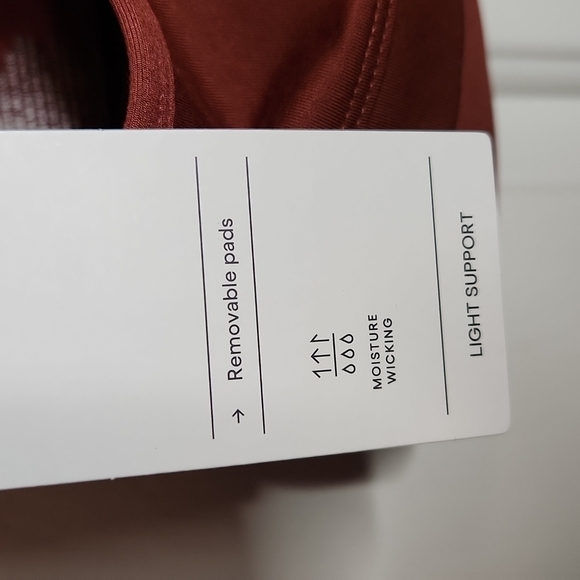 → Removable pads
MOISTURE
WICKING
LIGHT SUPPORT